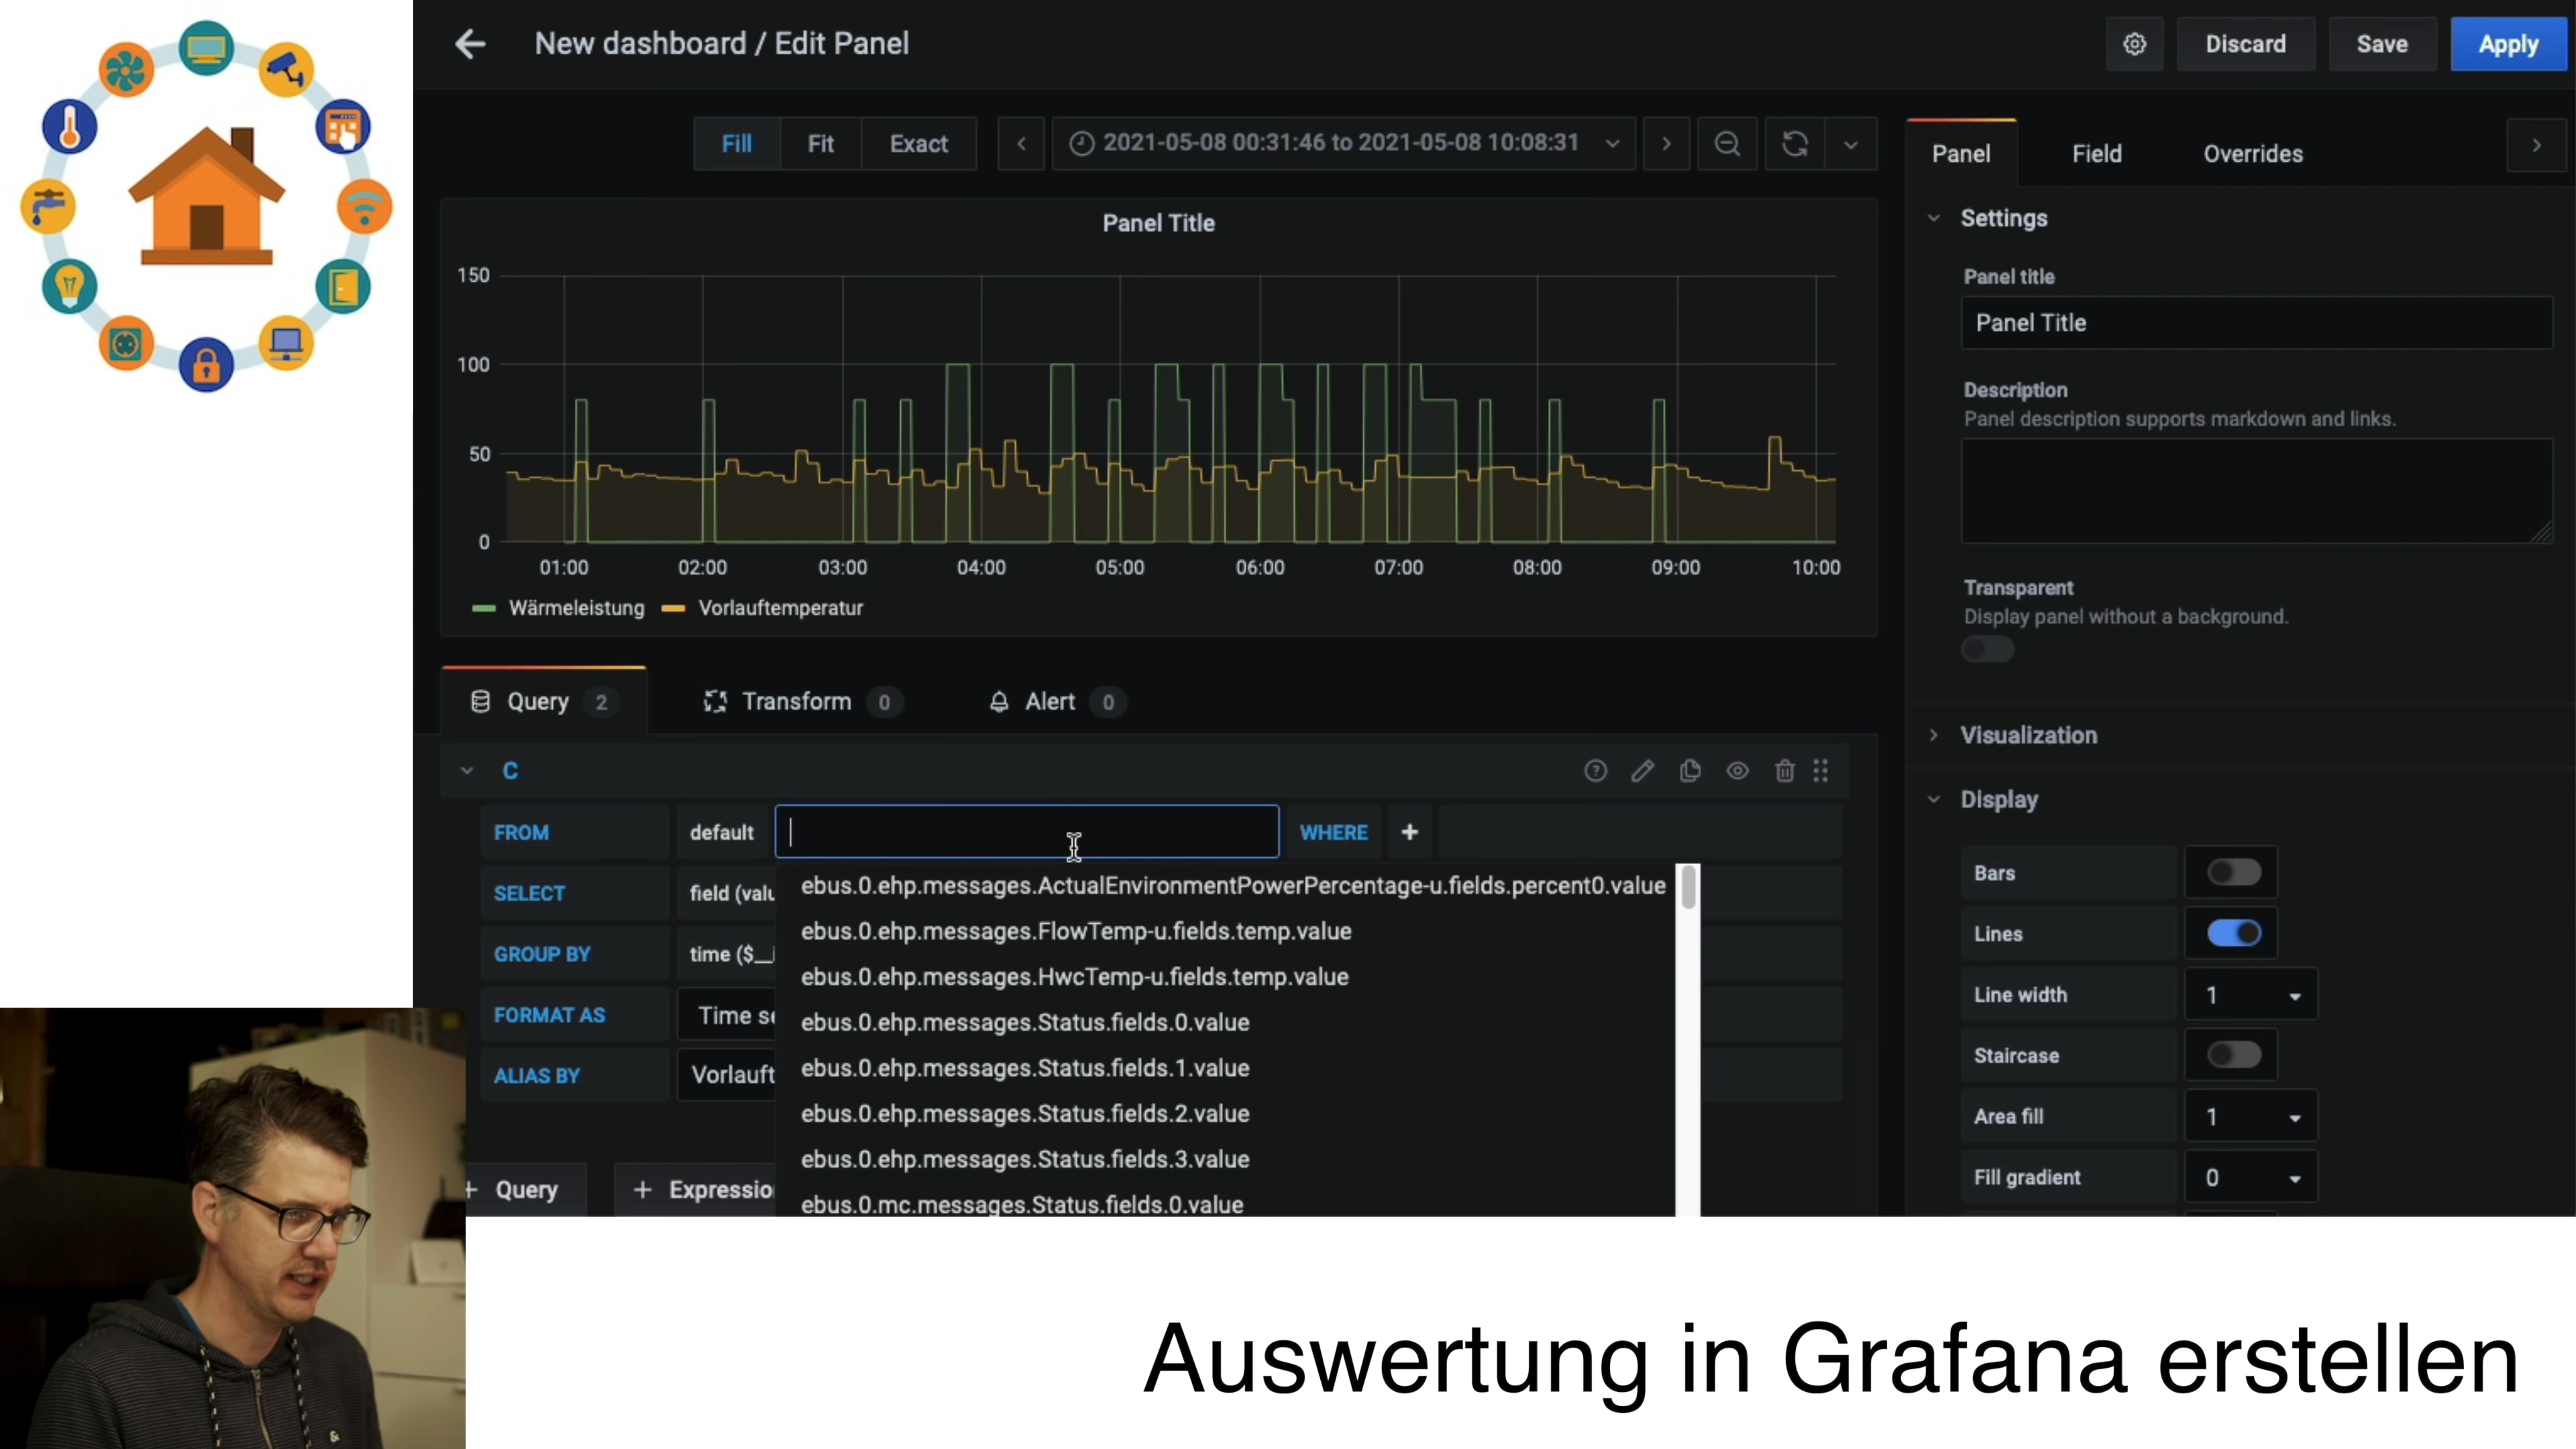 New dashboard / Edit Panel
Discard
Save
Apply
Fill
Fit
Exact
2021-05-08 00:31:46 to 2021-05-08 10:08:31
Panel
Field
Overrides
Panel Title
150
100
50
0
01:00
02:00
03:00
04:00
05:00
06:00
07:00
08:00
09:00
10:00
Wärmeleistung
Vorlauftemperatur
Settings
Panel title
Panel Title
Description
Panel description supports markdown and links.
Transparent
Display panel without a background.
Query 2
Transform 0
Alert 0
C
FROM
default
WHERE
+
SELECT
field (valu
GROUP BY
time ($__i
FORMAT AS
Time se
ALIAS BY
Vorlauft
ebus.0.ehp.messages.ActualEnvironmentPowerPercentage-u.fields.percent0.value
ebus.0.ehp.messages.FlowTemp-u.fields.temp.value
ebus.0.ehp.messages.HwcTemp-u.fields.temp.value
ebus.0.ehp.messages.Status.fields.0.value
ebus.0.ehp.messages.Status.fields.1.value
ebus.0.ehp.messages.Status.fields.2.value
ebus.0.ehp.messages.Status.fields.3.value
ebus.0.mc.messages.Status.fields.0.value
+ Query
+ Expressio
Visualization
Display
Bars
Lines
Line width
1
Staircase
Area fill
1
Fill gradient
0
Auswertung in Grafana erstellen